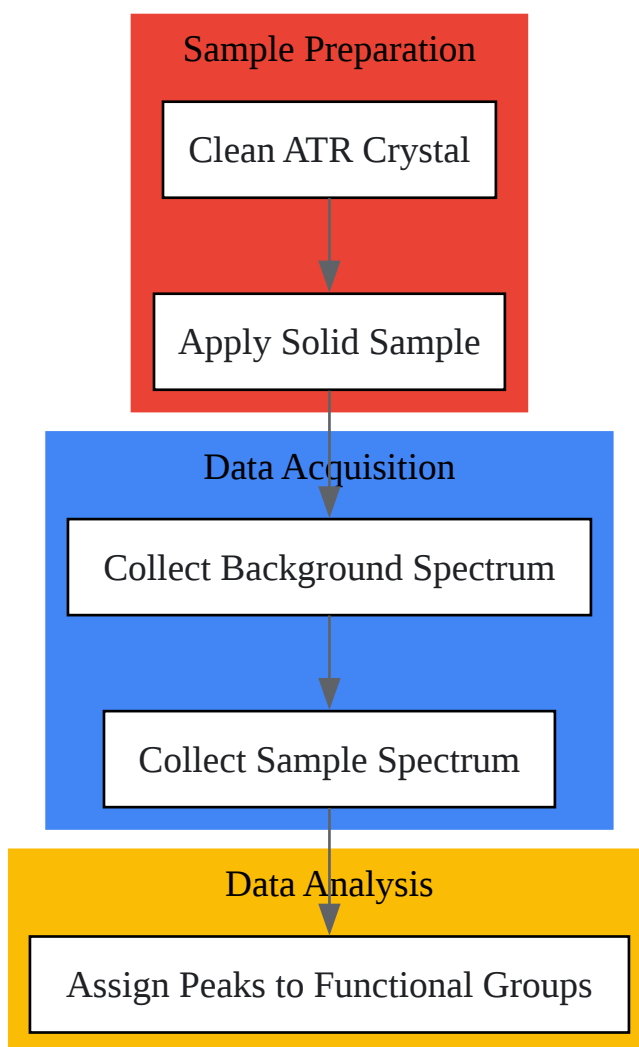 Sample Preparation
Clean ATR Crystal
Apply Solid Sample
Data Acquisition
Collect Background Spectrum
Collect Sample Spectrum
Data Analysis
Assign Peaks to Functional Groups